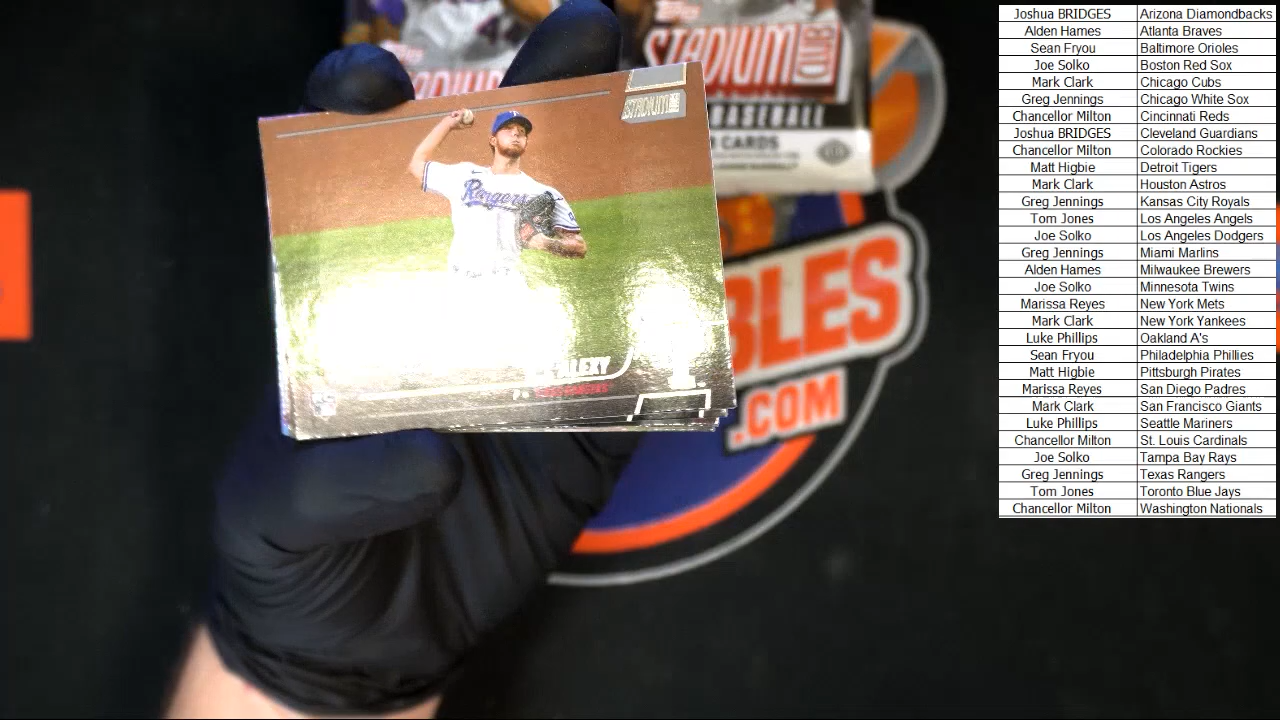 Topps
STADIUM CLUB
BASEBALL
CARDS
STADIUM
Rangers
ALEXY
BLES
.COM
Joshua BRIDGES Arizona Diamondbacks
Alden Hames Atlanta Braves
Sean Fryou Baltimore Orioles
Joe Solko Boston Red Sox
Mark Clark Chicago Cubs
Greg Jennings Chicago White Sox
Chancellor Milton Cincinnati Reds
Joshua BRIDGES Cleveland Guardians
Chancellor Milton Colorado Rockies
Matt Higbie Detroit Tigers
Mark Clark Houston Astros
Greg Jennings Kansas City Royals
Tom Jones Los Angeles Angels
Joe Solko Los Angeles Dodgers
Greg Jennings Miami Marlins
Alden Hames Milwaukee Brewers
Joe Solko Minnesota Twins
Marissa Reyes New York Mets
Mark Clark New York Yankees
Luke Phillips Oakland A's
Sean Fryou Philadelphia Phillies
Matt Higbie Pittsburgh Pirates
Marissa Reyes San Diego Padres
Mark Clark San Francisco Giants
Luke Phillips Seattle Mariners
Chancellor Milton St. Louis Cardinals
Joe Solko Tampa Bay Rays
Greg Jennings Texas Rangers
Tom Jones Toronto Blue Jays
Chancellor Milton Washington Nationals